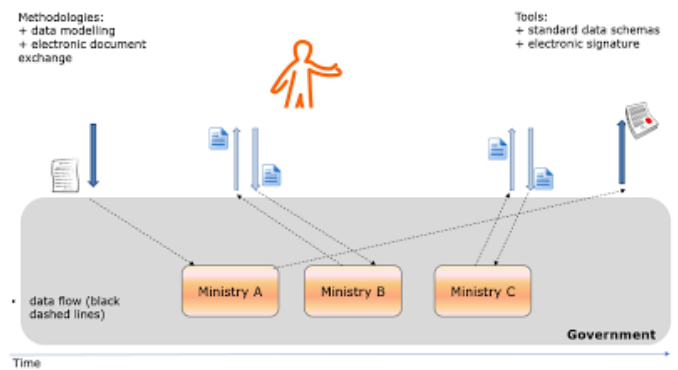 Methodologies:
+ data modelling
+ electronic document
exchange
Tools:
+ standard data schemas
+ electronic signature
Ministry A
Ministry B
Ministry C
• data flow (black
dashed lines)
Government
Time